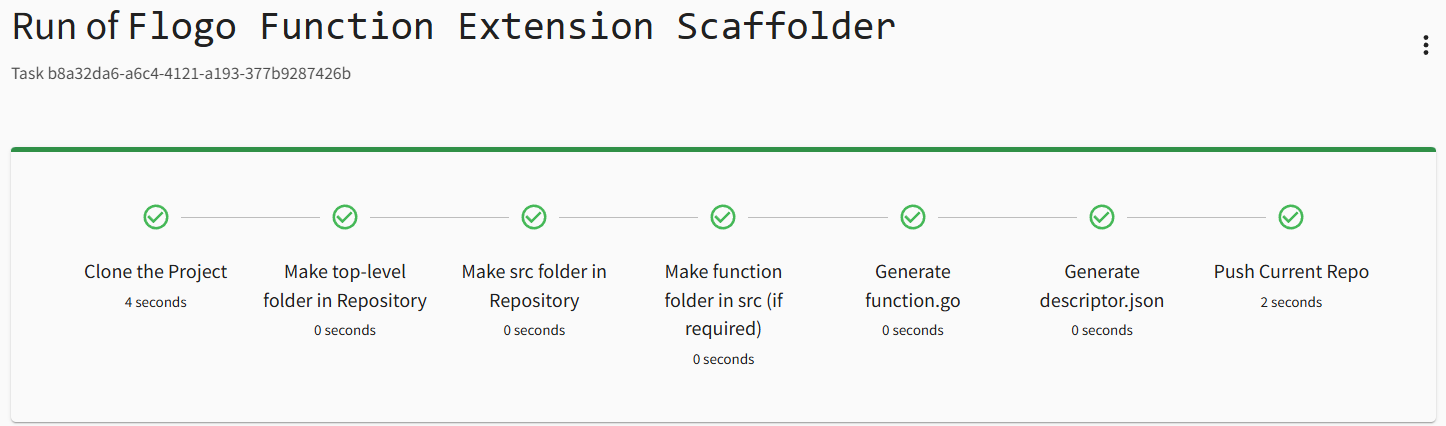 Run of Flogo Function Extension Scaffolder
Task b8a32da6-a6c4-4121-a193-377b9287426b
Clone the Project
4 seconds
Make top-level
folder in Repository
0 seconds
Make src folder in
Repository
0 seconds
Make function
folder in src (if
required)
0 seconds
Generate
function.go
0 seconds
Generate
descriptor.json
0 seconds
Push Current Repo
2 seconds